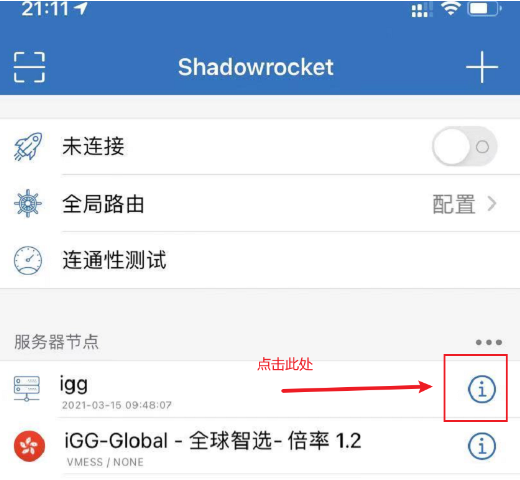 21:11
Shadowrocket
未连接
全局路由
配置
连通性测试
服务器节点
点击此处
igg
2021-03-15 09:48:07
iGG-Global - 全球智选- 倍率 1.2
VMESS / NONE